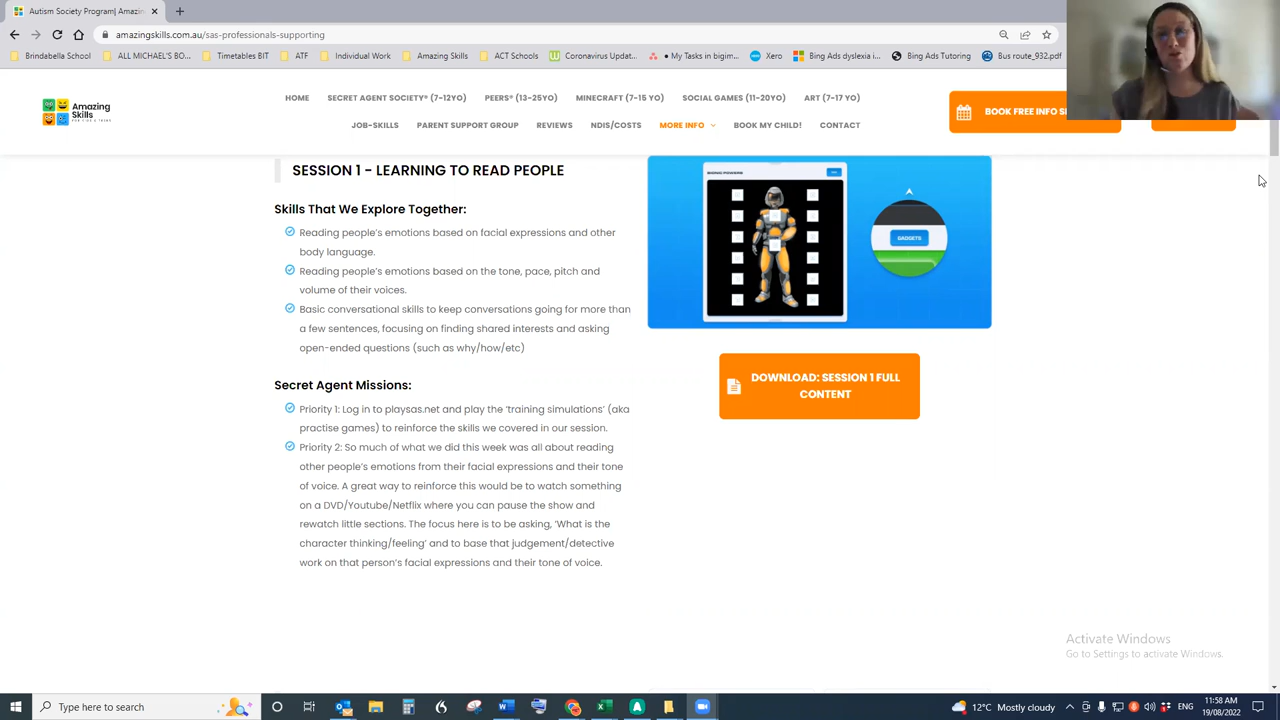 Autism Society Program| Amazin
amazingskills.com.au/sas-professionals-supporting
Brindabella School
ALL MICHAEL'S BO...
Timetables BIT
ATF
Individual Work
Amazing Skills
ACT Schools
Coronavirus Updat...
My Tasks in bigim...
Xero
Bing Ads dyslexia i...
Bing Ads Tutoring
Bus route_932.pdf
Amazing
Skills
HOME
SECRET AGENT SOCIETY® (7-12YO)
PEERS® (13-25YO)
MINECRAFT (7-15 YO)
SOCIAL GAMES (11-20YO)
ART (7-17 YO)
JOB-SKILLS
PARENT SUPPORT GROUP
REVIEWS
NDIS/COSTS
MORE INFO
BOOK MY CHILD!
CONTACT
BOOK FREE INFO
SESSION 1 - LEARNING TO READ PEOPLE
Skills That We Explore Together:
Reading people's emotions based on facial expressions and other
body language.
Reading people's emotions based on the tone, pace, pitch and
volume of their voices.
Basic conversational skills to keep conversations going for more than
a few sentences, focusing on finding shared interests and asking
open-ended questions (such as why/how/etc)
Secret Agent Missions:
Priority 1: Log in to playsas.net and play the 'training simulations' (aka
practise games) to reinforce the skills we covered in our session.
Priority 2: So much of what we did this week was all about reading
other people's emotions from their facial expressions and their tone
of voice. A great way to reinforce this would be to watch something
on a DVD/Youtube/Netflix where you can pause the show and
rewatch little sections. The focus here is to be asking, 'What is the
character thinking/feeling' and to base that judgement/detective
work on that person's facial expressions and their tone of voice.
BIONIC POWERS
GADGETS
DOWNLOAD: SESSION 1 FULL
CONTENT
Activate Windows
Go to Settings to activate Windows.
Type here to search
12°C Mostly cloudy
ENG
11:58 AM
19/08/2022